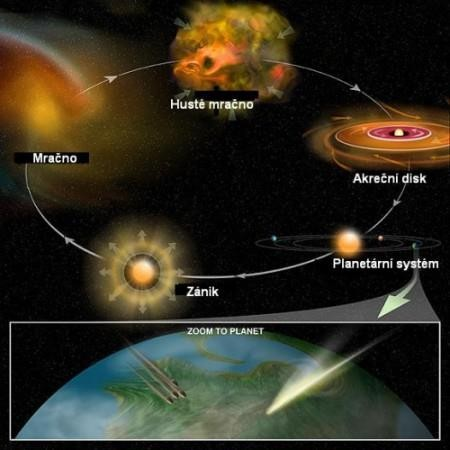 Husté mračno
Mračno
Akreční disk
Planetární systém
Zánik
ZOOM TO PLANET